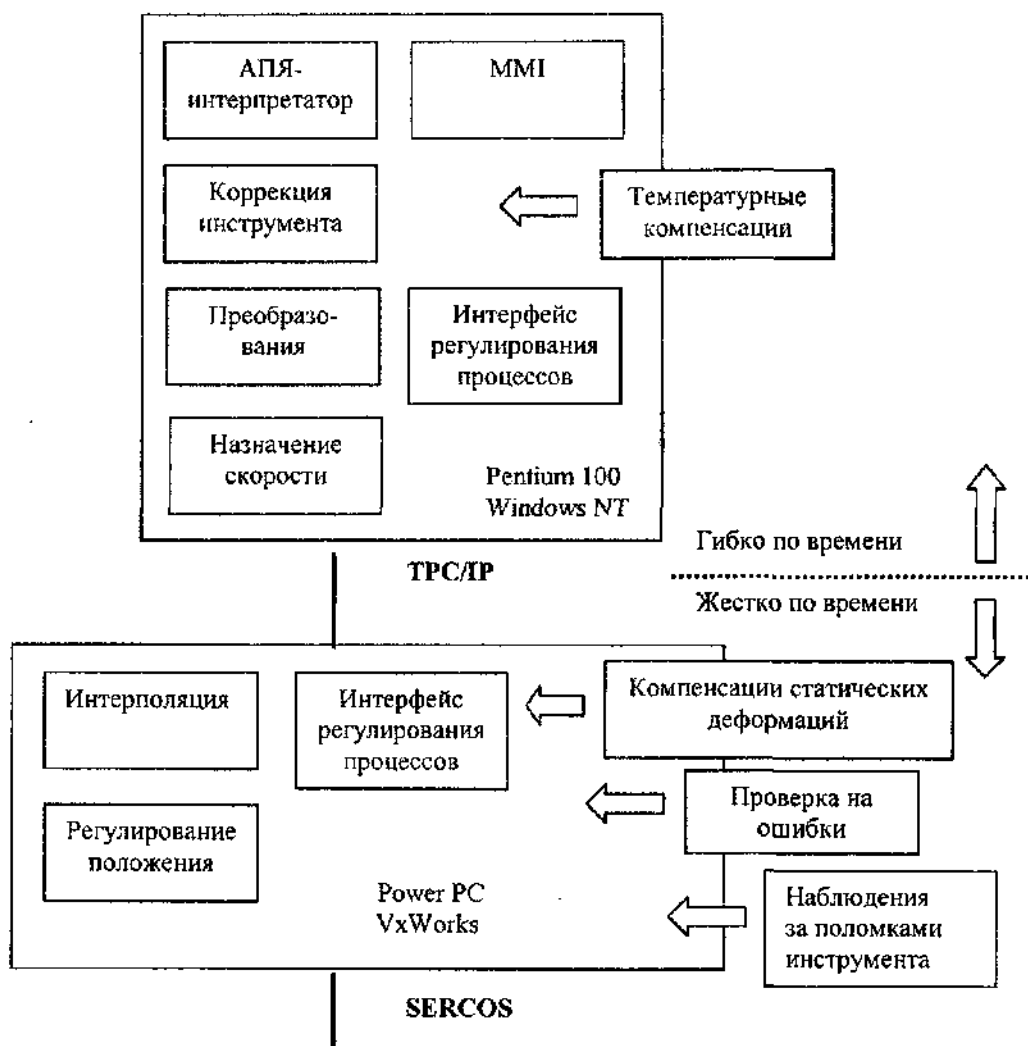 АПЯ-
интерпретатор
MMI
Коррекция
инструмента
Температурные
компенсаций
Преобразо-
вания
Интерфейс
регулирования
процессов
Назначение
скорости
Pentium 100
Windows NT
TPC/IP
Гибко по времени
Жестко по времени
Интерполяция
Интерфейс
регулирования
процессов
Компенсации статических
деформаций
Проверка на
ошибки
Регулирование
положения
Power PC
VxWorks
Наблюдения
за поломками
инструмента
SERCOS